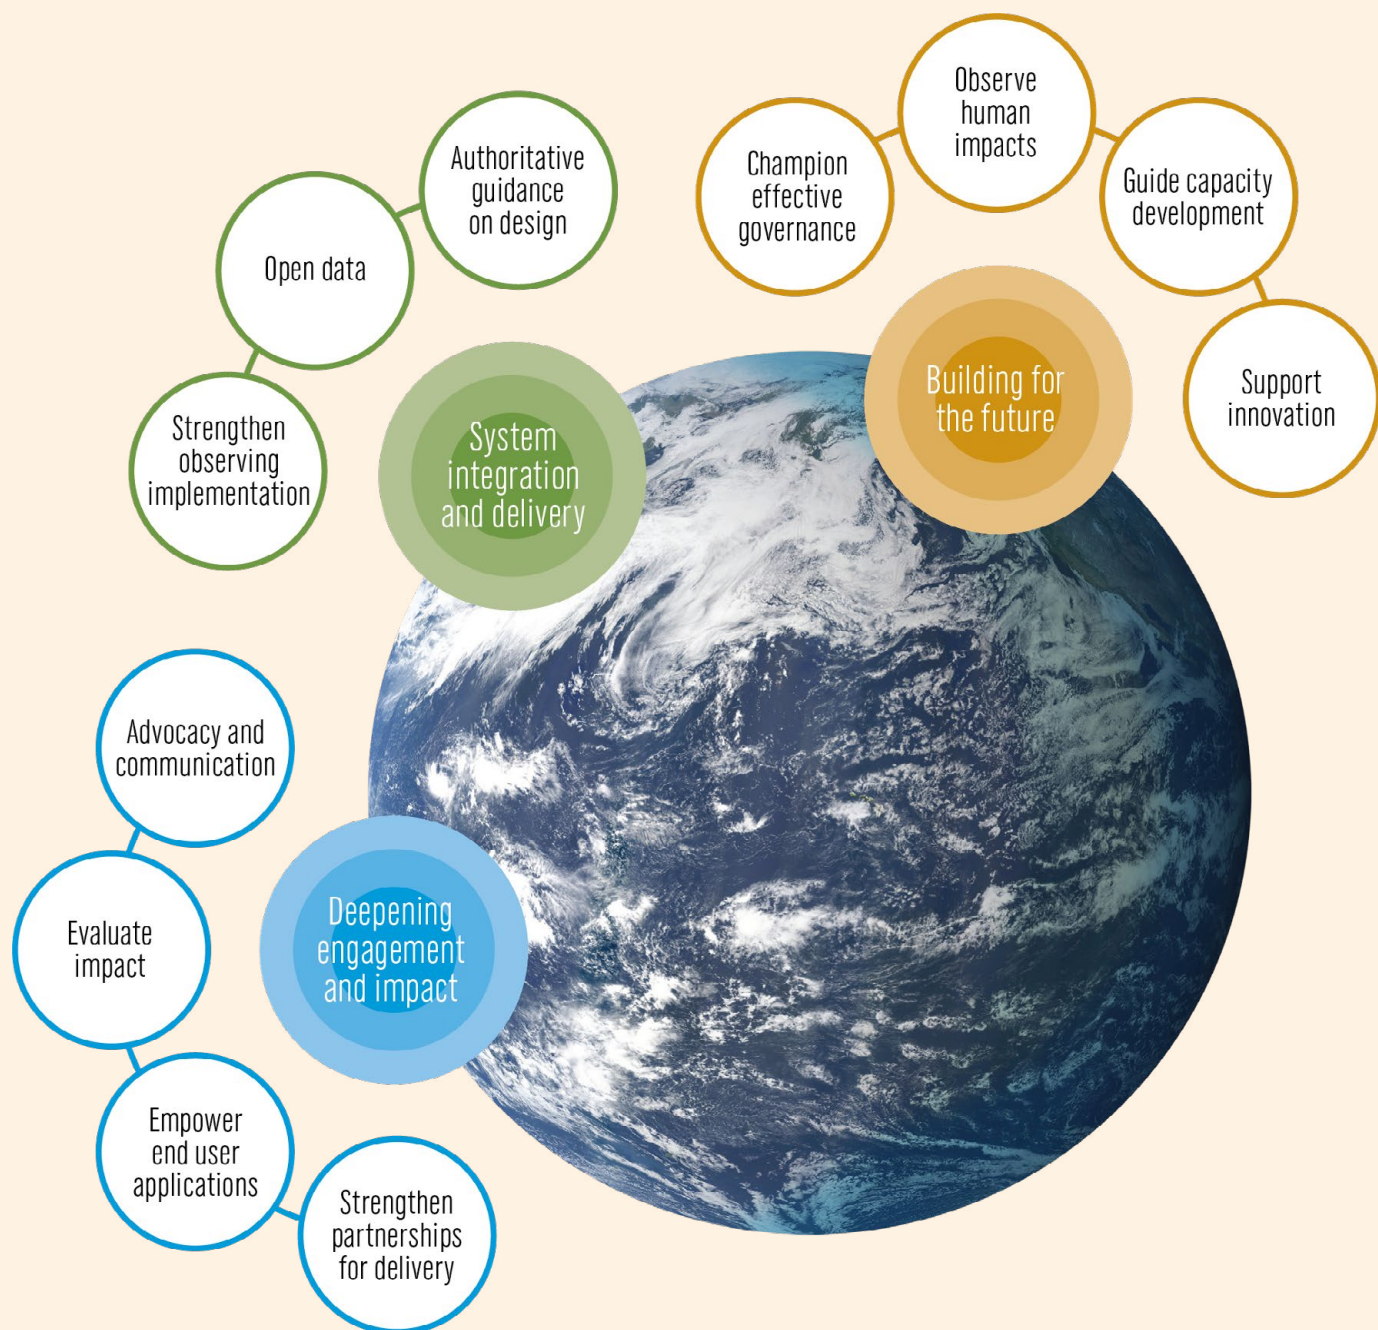 Authoritative
guidance
on design
Open data
Strengthen
observing
implementation
System
integration
and delivery
Champion
effective
governance
Observe
human
impacts
Guide capacity
development
Support
innovation
Building for
the future
Advocacy and
communication
Evaluate
impact
Empower
end user
applications
Strengthen
partnerships
for delivery
Deepening
engagement
and impact